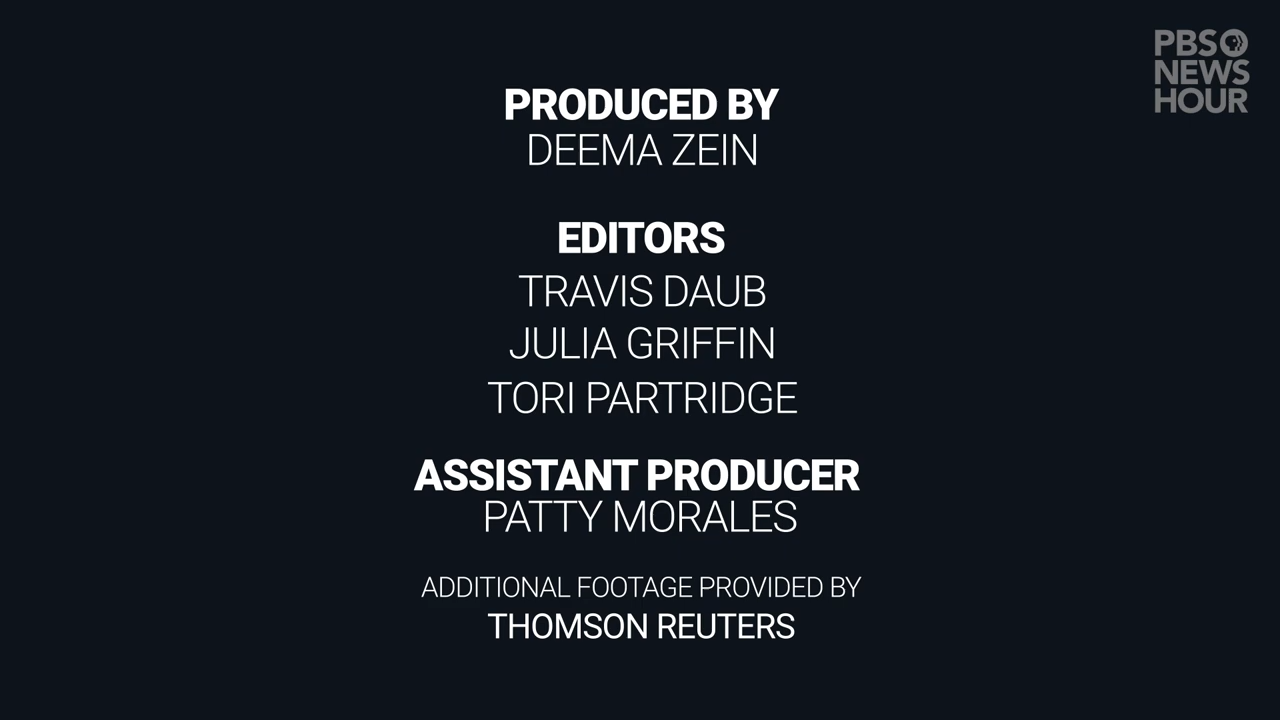 PBS
NEWS
HOUR
PRODUCED BY
DEEMA ZEIN
EDITORS
TRAVIS DAUB
JULIA GRIFFIN
TORI PARTRIDGE
ASSISTANT PRODUCER
PATTY MORALES
ADDITIONAL FOOTAGE PROVIDED BY
THOMSON REUTERS